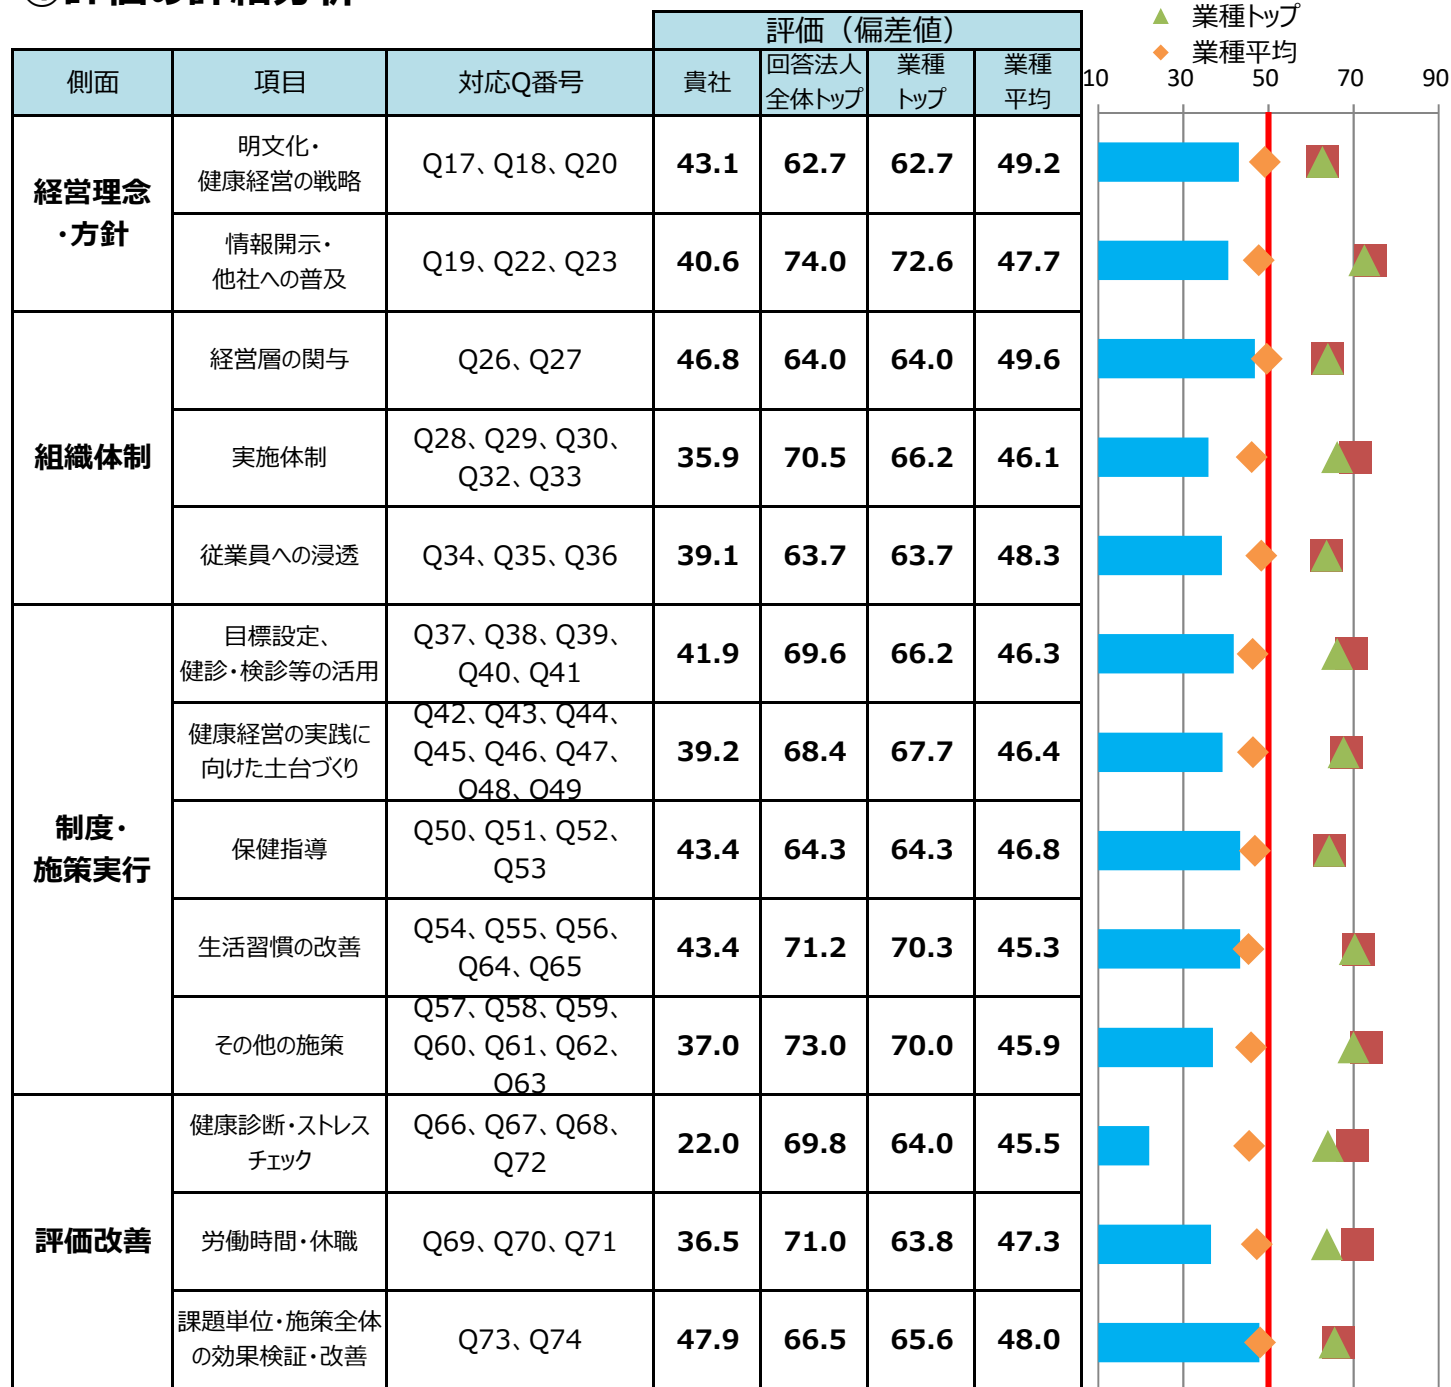 評価の詳細分析
▲ 業種トップ
◆ 業種平均
評価（偏差値）
側面 項目 対応Q番号 貴社 回答法人 全体トップ 業種 トップ 業種 平均
10 30 50 70 90
経営理念
・方針
明文化・
健康経営の戦略
Q17、Q18、Q20 43.1 62.7 62.7 49.2
情報開示・
他社への普及
Q19、Q22、Q23 40.6 74.0 72.6 47.7
組織体制
経営層の関与 Q26、Q27 46.8 64.0 64.0 49.6
実施体制
Q28、Q29、Q30、
Q32、Q33
35.9 70.5 66.2 46.1
従業員への浸透 Q34、Q35、Q36 39.1 63.7 63.7 48.3
制度・
施策実行
目標設定、
健診・検診等の活用
Q37、Q38、Q39、
Q40、Q41
41.9 69.6 66.2 46.3
健康経営の実践に
向けた土台づくり
Q42、Q43、Q44、
Q45、Q46、Q47、
Q48、Q49
39.2 68.4 67.7 46.4
保健指導
Q50、Q51、Q52、
Q53
43.4 64.3 64.3 46.8
生活習慣の改善
Q54、Q55、Q56、
Q64、Q65
43.4 71.2 70.3 45.3
その他の施策
Q57、Q58、Q59、
Q60、Q61、Q62、
Q63
37.0 73.0 70.0 45.9
評価改善
健康診断・ストレス
チェック
Q66、Q67、Q68、
Q72
22.0 69.8 64.0 45.5
労働時間・休職 Q69、Q70、Q71 36.5 71.0 63.8 47.3
課題単位・施策全体
の効果検証・改善
Q73、Q74 47.9 66.5 65.6 48.0